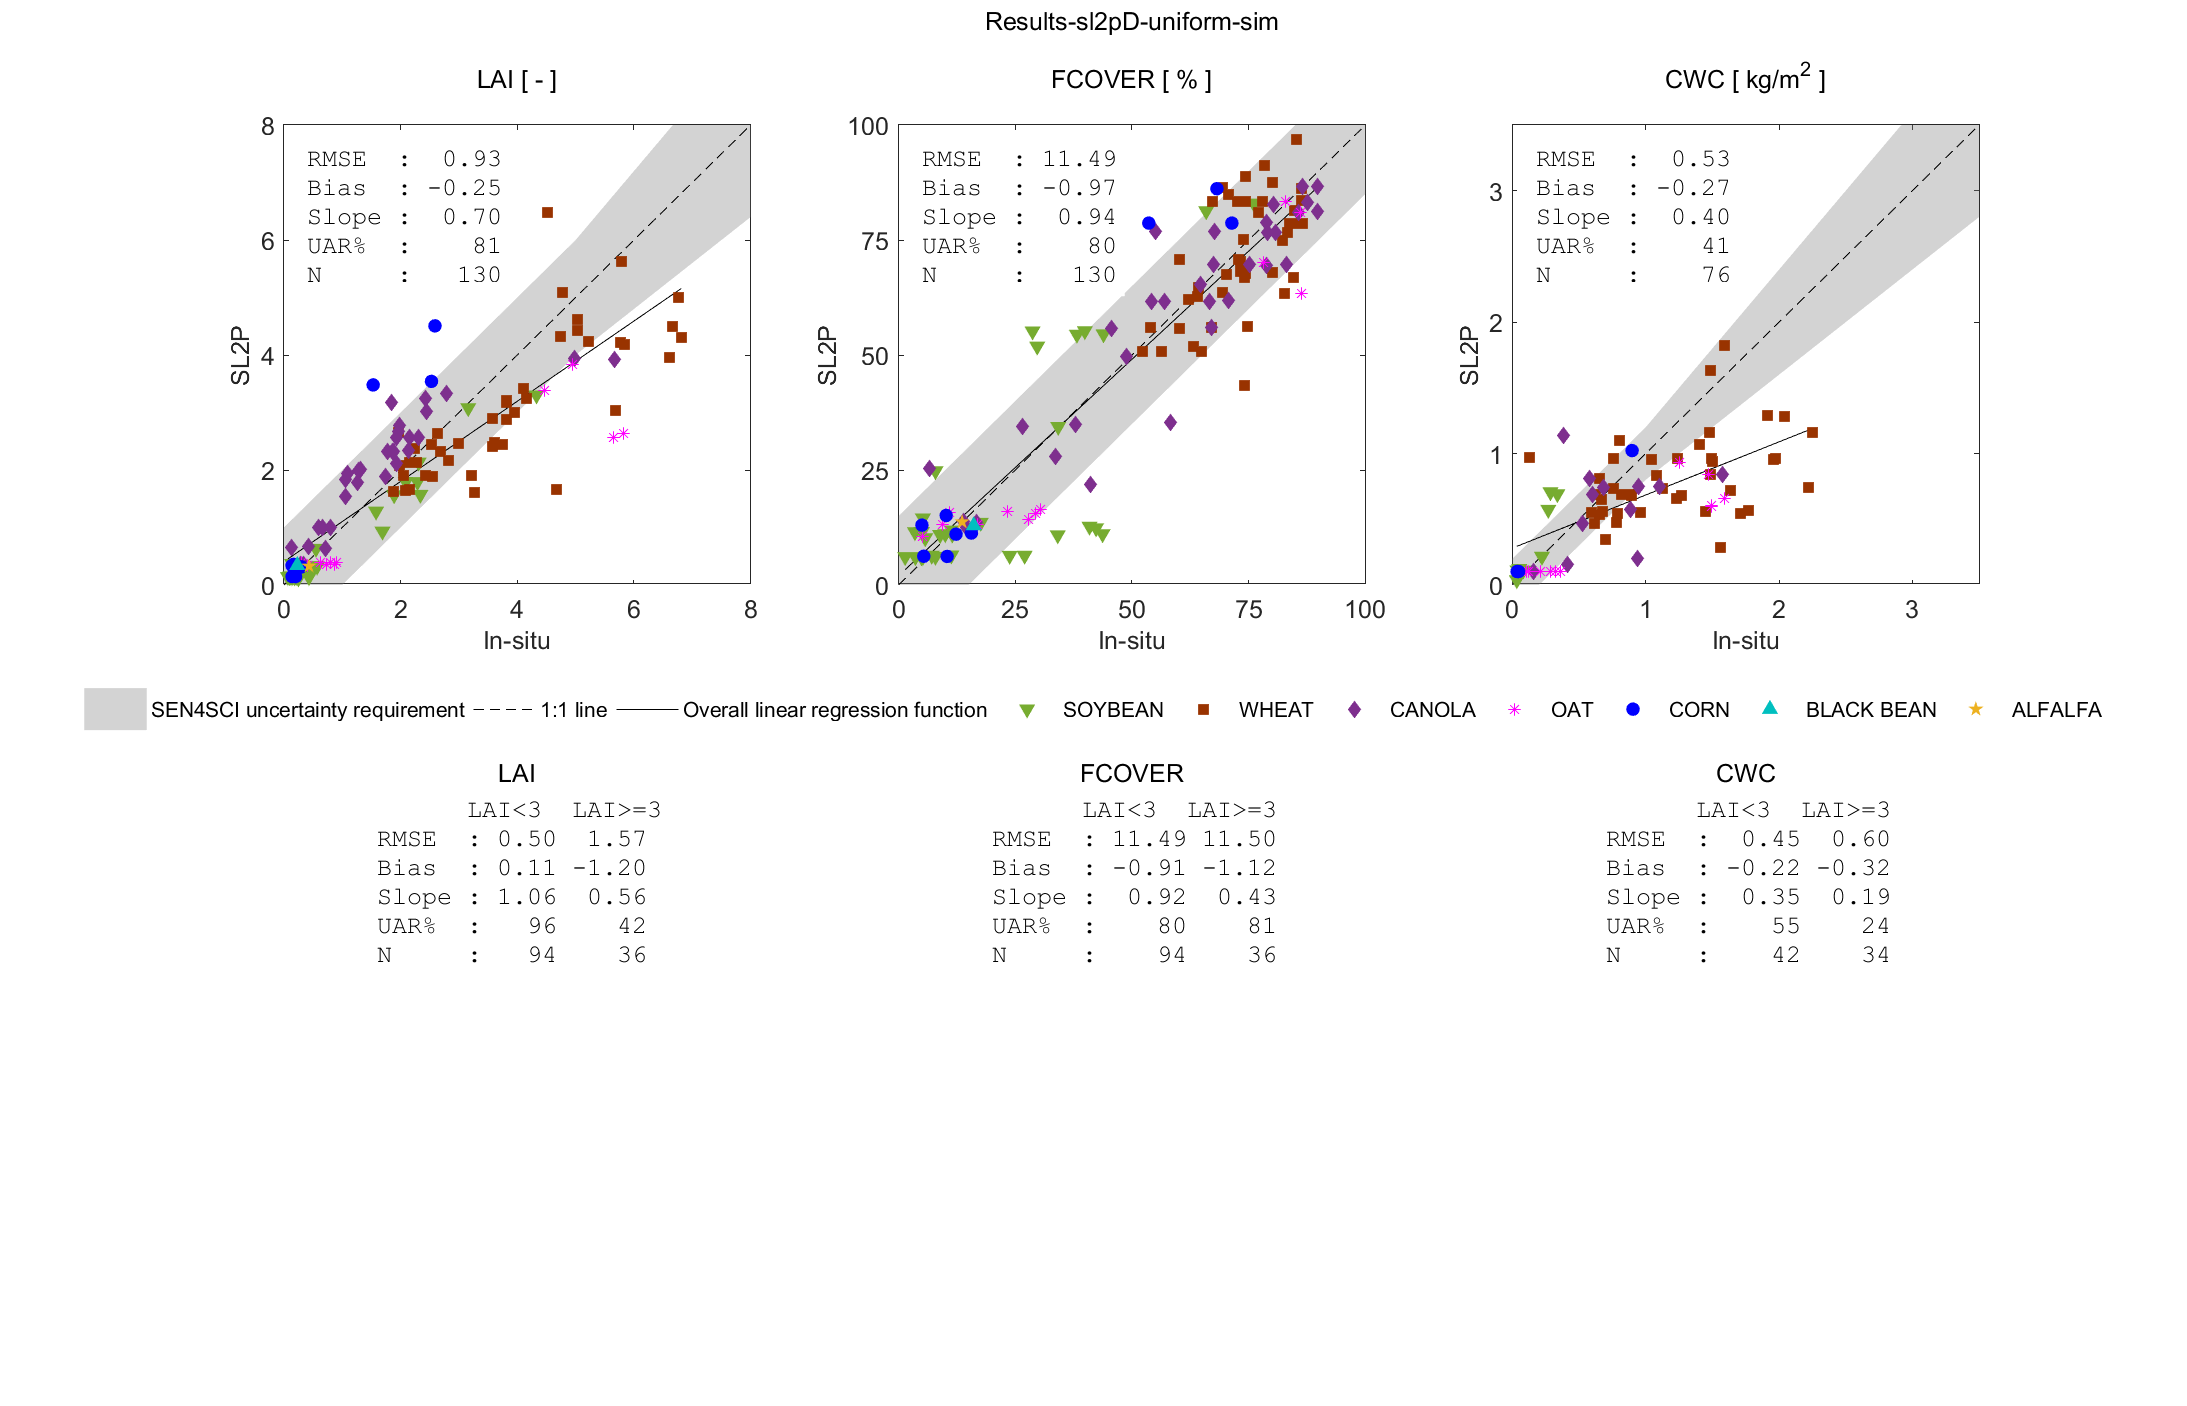 Results-sl2pD-uniform-sim
LAI [ - ]
RMSE : 0.93
Bias : -0.25
Slope : 0.70
UAR% : 81
N : 130
8
6
4
2
0
SL2P
0 2 4 6 8
In-situ
FCOVER [ % ]
RMSE : 11.49
Bias : -0.97
Slope : 0.94
UAR% : 80
N : 130
100
75
50
25
0
SL2P
0 25 50 75 100
In-situ
CWC [ kg/m² ]
RMSE : 0.53
Bias : -0.27
Slope : 0.40
UAR% : 41
N : 76
3
2
1
0
SL2P
0 1 2 3
In-situ
SEN4SCI uncertainty requirement 1:1 line Overall linear regression function SOYBEAN WHEAT CANOLA OAT CORN BLACK BEAN ALFALFA
LAI
LAI<3 LAI>=3
RMSE : 0.50 1.57
Bias : 0.11 -1.20
Slope : 1.06 0.56
UAR% : 96 42
N : 94 36
FCOVER
LAI<3 LAI>=3
RMSE : 11.49 11.50
Bias : -0.91 -1.12
Slope : 0.92 0.43
UAR% : 80 81
N : 94 36
CWC
LAI<3 LAI>=3
RMSE : 0.45 0.60
Bias : -0.22 -0.32
Slope : 0.35 0.19
UAR% : 55 24
N : 42 34